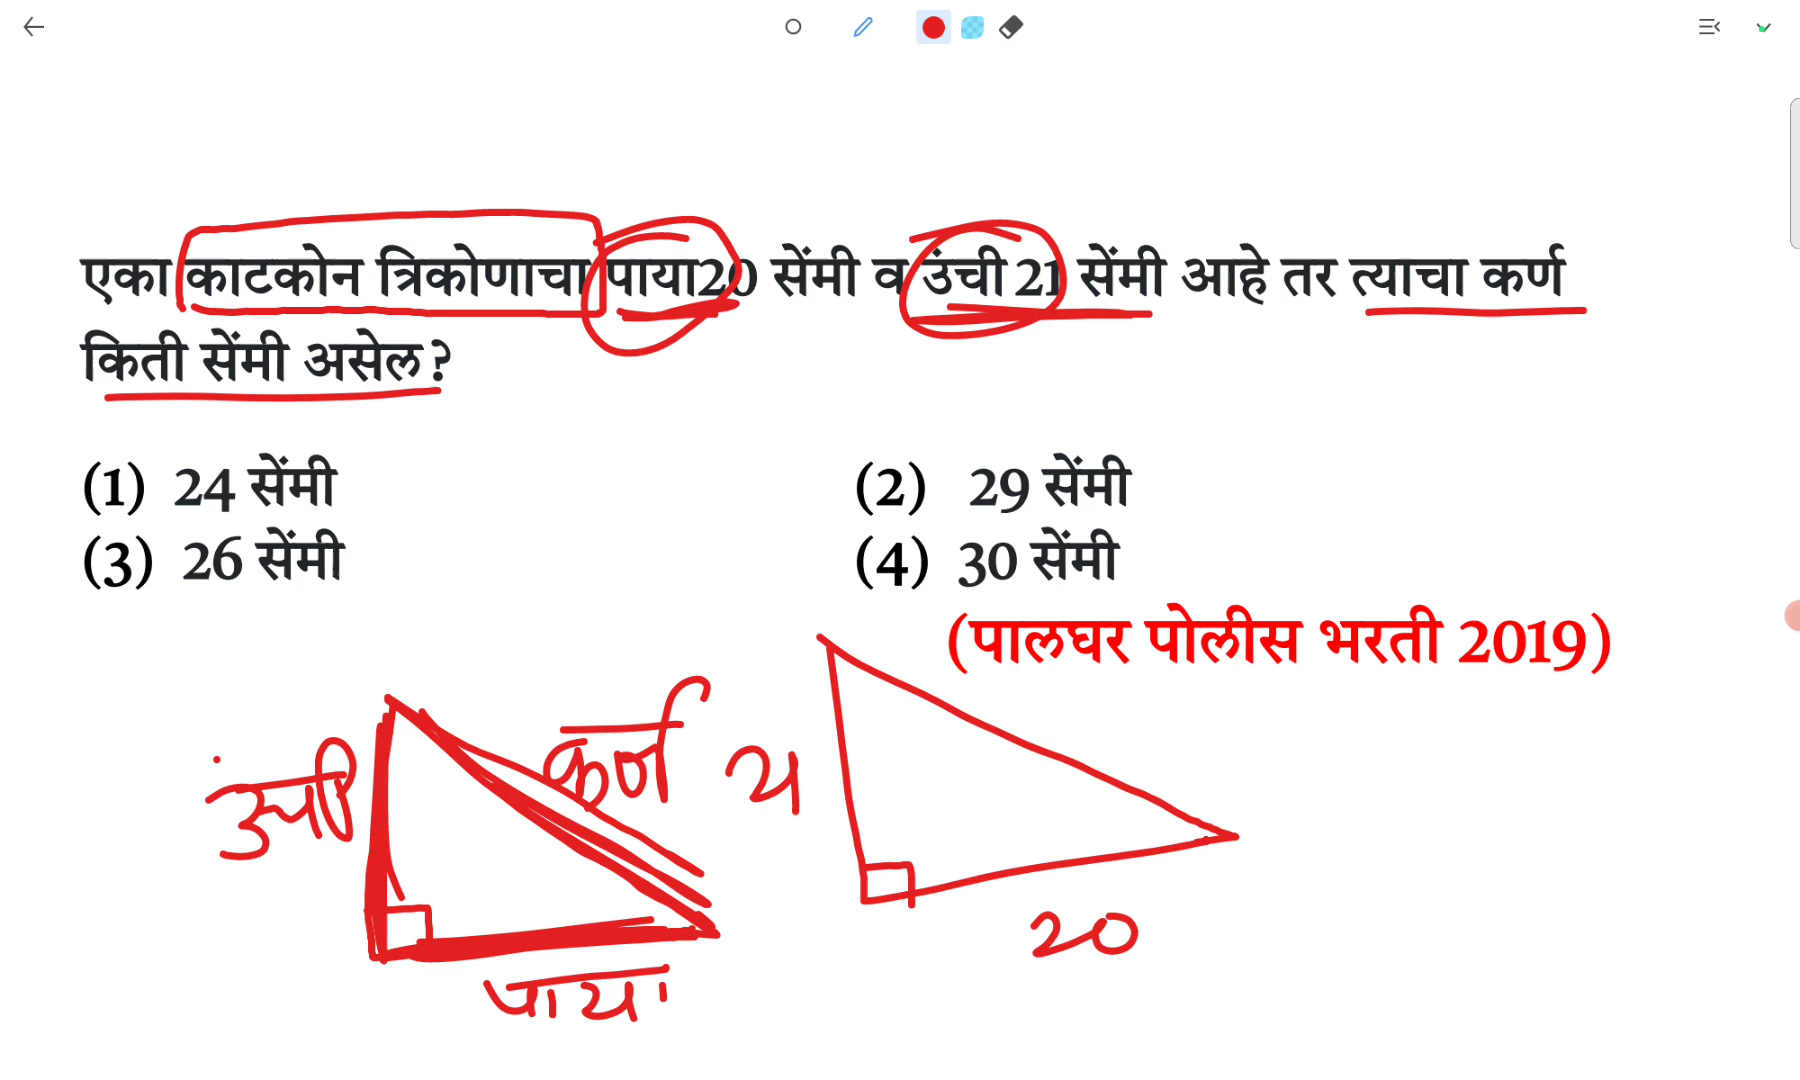 एका काटकोन त्रिकोणाचा पाया20 सेंमी व उंची 21 सेंमी आहे तर त्याचा कर्ण
किती सेंमी असेल?
(1) 24 सेंमी (2) 29 सेंमी
(3) 26 सेंमी (4) 30 सेंमी
(पालघर पोलीस भरती 2019)
उंची कर्ण 21
20
पाया